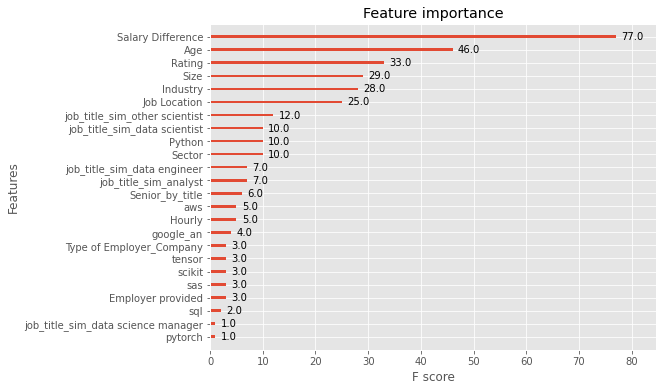 Feature importance
Salary Difference 77.0
Age 46.0
Rating 33.0
Size 29.0
Industry 28.0
Job Location 25.0
job_title_sim_other scientist 12.0
job_title_sim_data scientist 10.0
Python 10.0
Sector 10.0
job_title_sim_data engineer 7.0
job_title_sim_analyst 7.0
Senior_by_title 6.0
aws 5.0
Hourly 5.0
google_an 4.0
Type of Employer_Company 3.0
tensor 3.0
scikit 3.0
sas 3.0
Employer provided 3.0
sql 2.0
job_title_sim_data science manager 1.0
pytorch 1.0
Features
0 10 20 30 40 50 60 70 80
F score